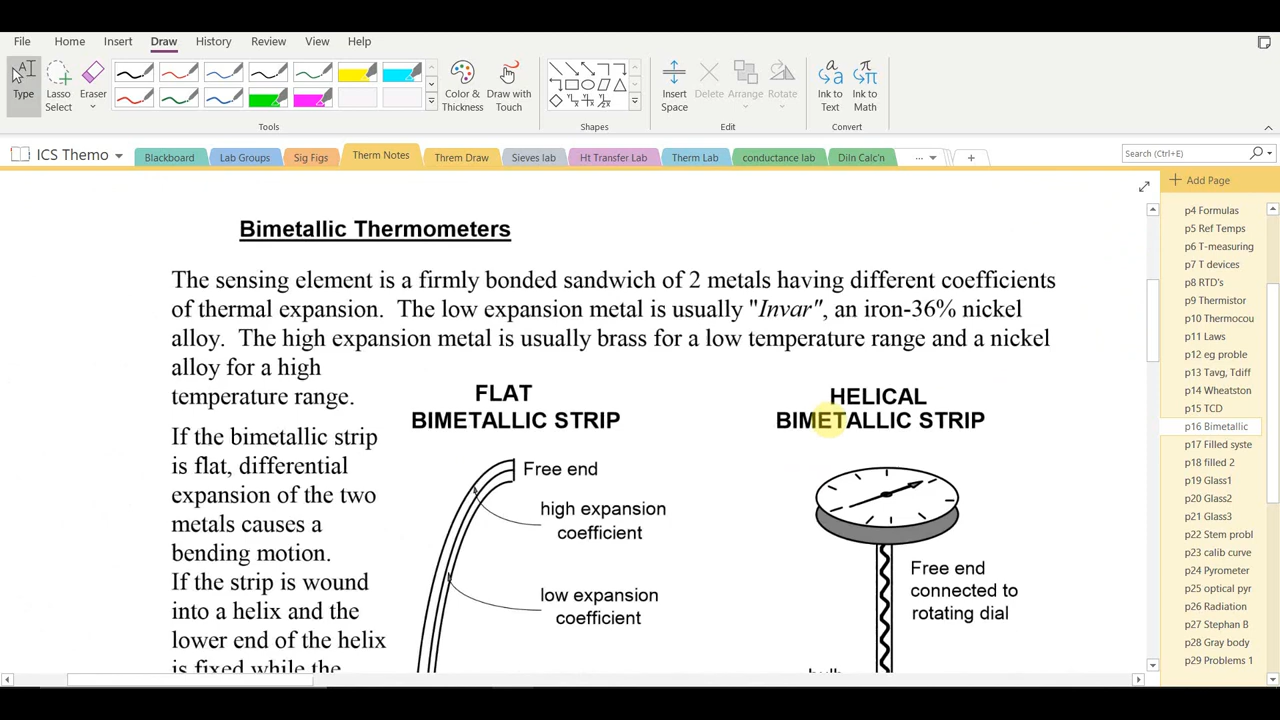 File Home Insert Draw History Review View Help
Type Lasso Select Eraser Color & Thickness Draw with Touch Insert Space Delete Arrange Rotate Ink to Text Ink to Math
Tools Shapes Edit Convert
ICS Themo Blackboard Lab Groups Sig Figs Therm Notes Threm Draw Sieves lab Ht Transfer Lab Therm Lab conductance lab Diln Calc'n ... + Search (Ctrl+E)
Add Page
p4 Formulas
p5 Ref Temps
p6 T-measuring
p7 T devices
p8 RTD's
p9 Thermistor
p10 Thermocou
p11 Laws
p12 eg proble
p13 Tavg, Tdiff
p14 Wheatston
p15 TCD
p16 Bimetallic
p17 Filled syste
p18 filled 2
p19 Glass1
p20 Glass2
p21 Glass3
p22 Stem probl
p23 calib curve
p24 Pyrometer
p25 optical pyr
p26 Radiation
p27 Stephan B
p28 Gray body
p29 Problems 1
Bimetallic Thermometers
The sensing element is a firmly bonded sandwich of 2 metals having different coefficients
of thermal expansion. The low expansion metal is usually "Invar", an iron-36% nickel
alloy. The high expansion metal is usually brass for a low temperature range and a nickel
alloy for a high
temperature range.
If the bimetallic strip
is flat, differential
expansion of the two
metals causes a
bending motion.
If the strip is wound
into a helix and the
lower end of the helix
is fixed while the
FLAT
BIMETALLIC STRIP
Free end
high expansion
coefficient
low expansion
coefficient
HELICAL
BIMETALLIC STRIP
Free end
connected to
rotating dial